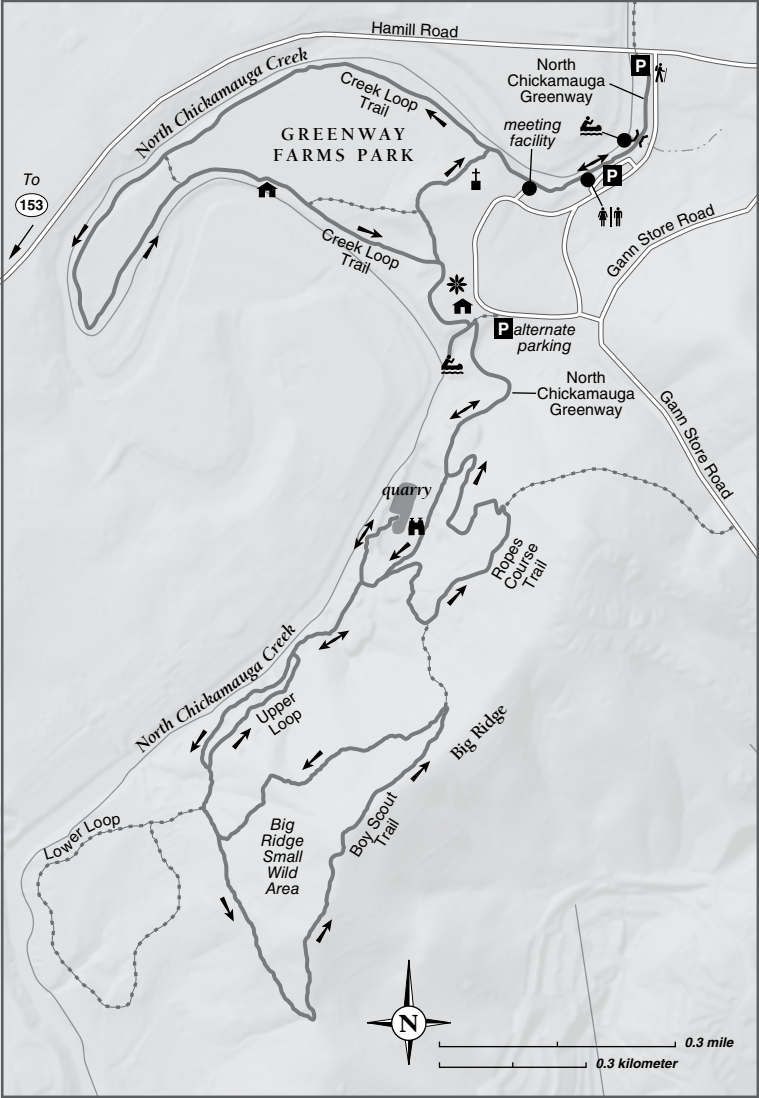 Hamill Road
North
Chickamauga
Greenway
P
North Chickamauga Creek
Creek Loop
Trail
meeting
facility
GREENWAY
FARMS PARK
To
153
P
Gann Store Road
Creek Loop
Trail
P alternate
parking
North
Chickamauga
Greenway
Gann Store Road
quarry
Ropes
Course
Trail
North Chickamauga Creek
Upper
Loop
Big Ridge
Lower Loop
Boy Scout
Trail
Big
Ridge
Small
Wild
Area
N
0.3 mile
0.3 kilometer